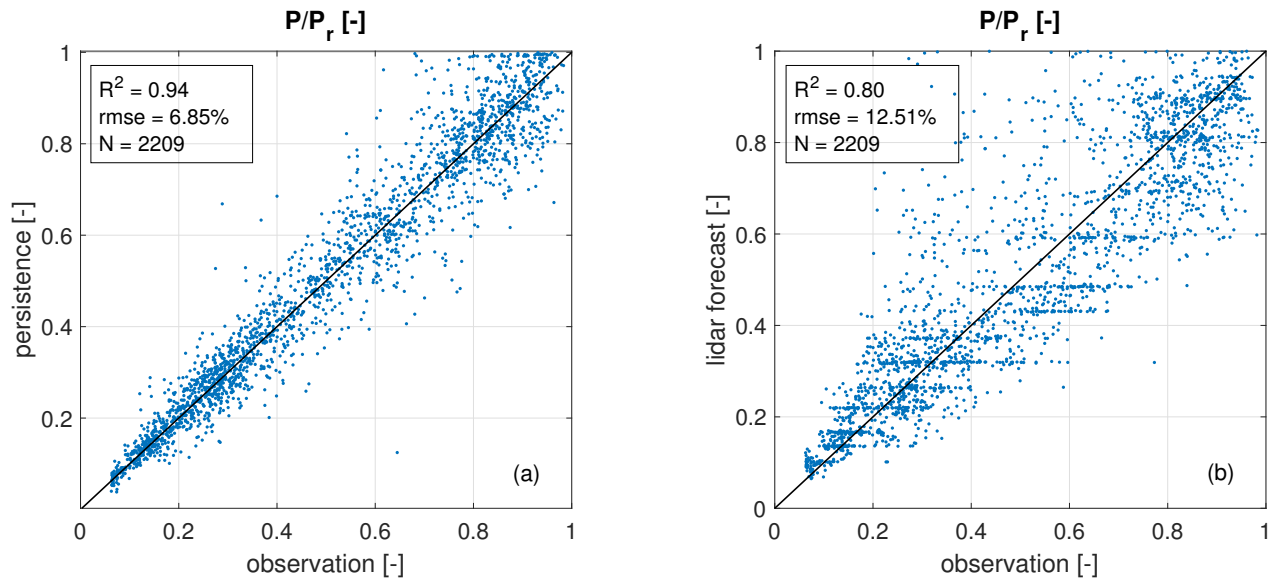 P/P_r [-]
R² = 0.94
rmse = 6.85%
N = 2209
persistence [-]
1
0.8
0.6
0.4
0.2
(a)
0
0.2
0.4
0.6
0.8
1
observation [-]
P/P_r [-]
R² = 0.80
rmse = 12.51%
N = 2209
lidar forecast [-]
1
0.8
0.6
0.4
0.2
0
(b)
0
0.2
0.4
0.6
0.8
1
observation [-]